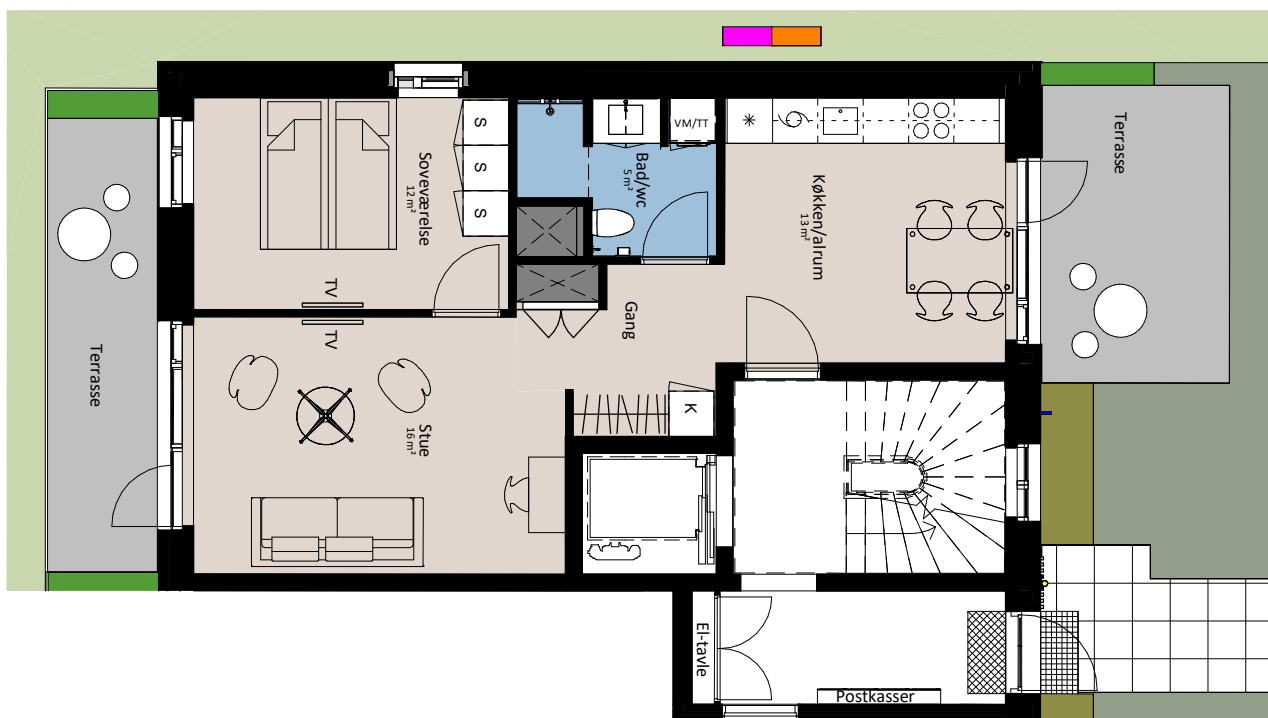 Soveværelse
12 m²
S
S
S
TV
TV
Stue
16 m²
Terrasse
Bad/wc
5 m²
VM/TT
Gang
K
Køkken/alrum
13 m²
Terrasse
El-tavle
Postkasser